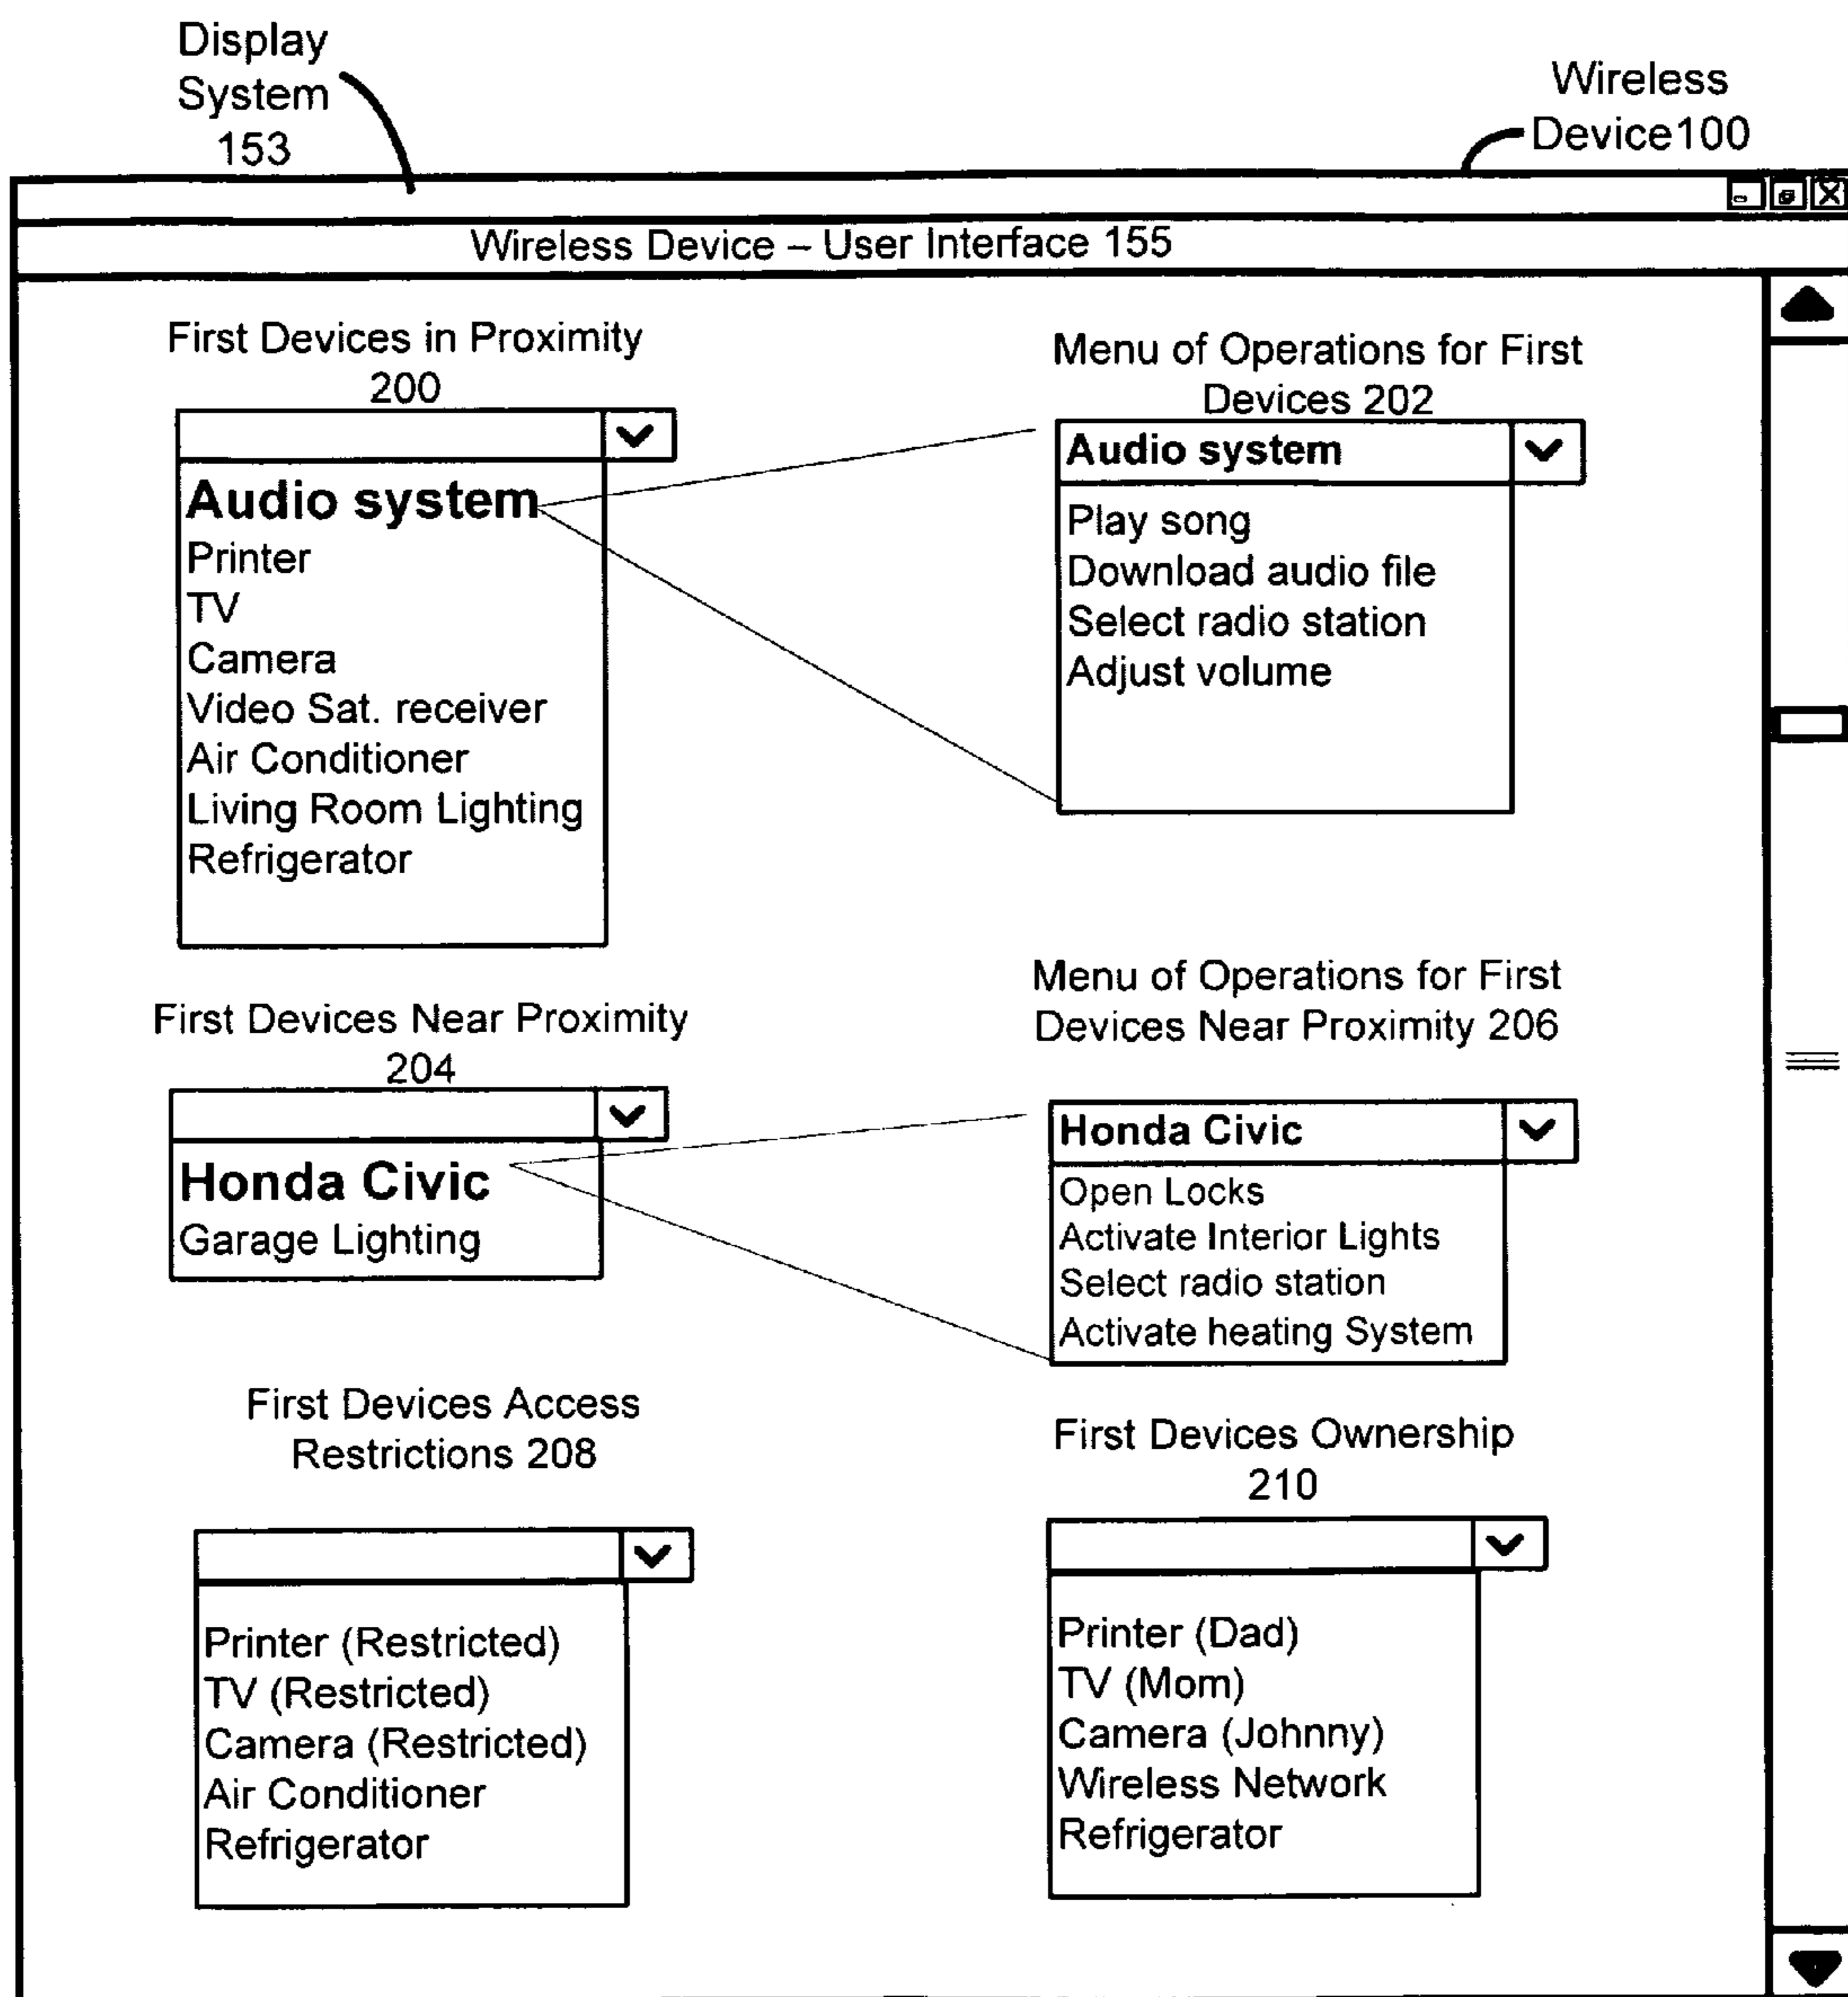 Display
System
153
Wireless
Device100
Wireless Device – User Interface 155
First Devices in Proximity
200
Audio system
Printer
TV
Camera
Video Sat. receiver
Air Conditioner
Living Room Lighting
Refrigerator
Menu of Operations for First
Devices 202
Audio system
Play song
Download audio file
Select radio station
Adjust volume
First Devices Near Proximity
204
Honda Civic
Garage Lighting
Menu of Operations for First
Devices Near Proximity 206
Honda Civic
Open Locks
Activate Interior Lights
Select radio station
Activate heating System
First Devices Access
Restrictions 208
Printer (Restricted)
TV (Restricted)
Camera (Restricted)
Air Conditioner
Refrigerator
First Devices Ownership
210
Printer (Dad)
TV (Mom)
Camera (Johnny)
Wireless Network
Refrigerator